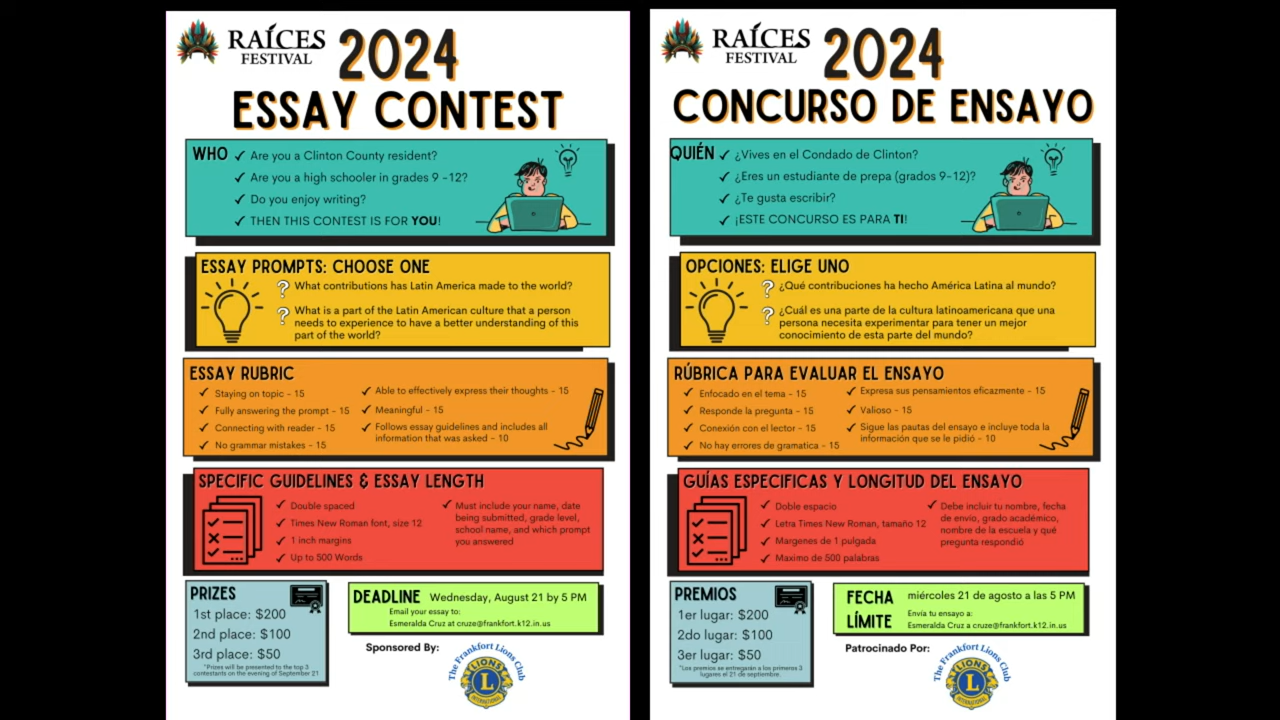 RAÍCES
FESTIVAL
2024
ESSAY CONTEST
WHO
Are you a Clinton County resident?
Are you a high schooler in grades 9 -12?
Do you enjoy writing?
THEN THIS CONTEST IS FOR YOU!
ESSAY PROMPTS: CHOOSE ONE
? What contributions has Latin America made to the world?
? What is a part of the Latin American culture that a person
needs to experience to have a better understanding of this
part of the world?
ESSAY RUBRIC
Staying on topic - 15
Fully answering the prompt - 15
Connecting with reader - 15
No grammar mistakes - 15
Able to effectively express their thoughts - 15
Meaningful - 15
Follows essay guidelines and includes all
information that was asked - 10
SPECIFIC GUIDELINES & ESSAY LENGTH
Double spaced
Times New Roman font, size 12
1 inch margins
Up to 500 Words
Must include your name, date
being submitted, grade level,
school name, and which prompt
you answered
PRIZES
1st place: $200
2nd place: $100
3rd place: $50
*Prizes will be presented to the top 3
contestants on the evening of September 21
DEADLINE Wednesday, August 21 by 5 PM
Email your essay to:
Esmeralda Cruz at cruze@frankfort.k12.in.us
Sponsored By:
The Frankfort Lions Club
LIONS
L
INTERNATIONAL
RAÍCES
FESTIVAL
2024
CONCURSO DE ENSAYO
QUIÉN
¿Vives en el Condado de Clinton?
¿Eres un estudiante de prepa (grados 9-12)?
¿Te gusta escribir?
¡ESTE CONCURSO ES PARA TI!
OPCIONES: ELIGE UNO
? ¿Qué contribuciones ha hecho América Latina al mundo?
? ¿Cuál es una parte de la cultura latinoamericana que una
persona necesita experimentar para tener un mejor
conocimiento de esta parte del mundo?
RÚBRICA PARA EVALUAR EL ENSAYO
Enfocado en el tema - 15
Responde la pregunta - 15
Conexión con el lector - 15
No hay errores de gramatica - 15
Expresa sus pensamientos eficazmente - 15
Valioso - 15
Sigue las pautas del ensayo e incluye toda la
información que se le pidió - 10
GUÍAS ESPECIFICAS Y LONGITUD DEL ENSAYO
Doble espacio
Letra Times New Roman, tamaño 12
Margenes de 1 pulgada
Maximo de 500 palabras
Debe incluir tu nombre, fecha
de envio, grado académico,
nombre de la escuela y qué
pregunta respondió
PREMIOS
1er lugar: $200
2do lugar: $100
3er lugar: $50
*Los premios se entregarán a los primeros 3
lugares el 21 de septiembre.
FECHA
LÍMITE
miércoles 21 de agosto a las 5 PM
Envía tu ensayo a:
Esmeralda Cruz a cruze@frankfort.k12.in.us
Patrocinado Por:
The Frankfort Lions Club
LIONS
L
INTERNATIONAL